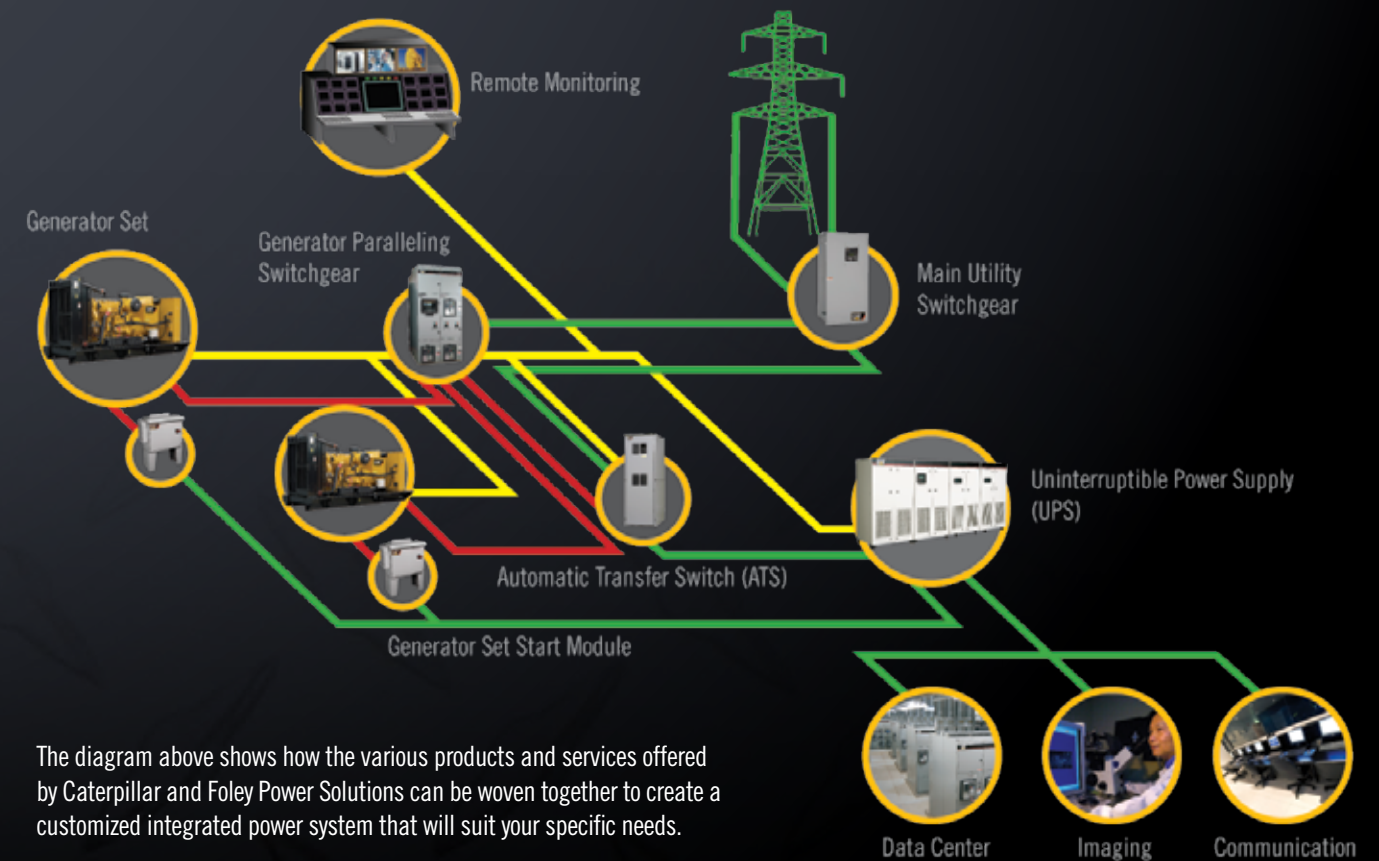 Remote Monitoring
Generator Set
Generator Paralleling
Switchgear
Main Utility
Switchgear
Uninterruptible Power Supply
(UPS)
Automatic Transfer Switch (ATS)
Generator Set Start Module
The diagram above shows how the various products and services offered
by Caterpillar and Foley Power Solutions can be woven together to create a
customized integrated power system that will suit your specific needs.
Data Center
Imaging
Communication